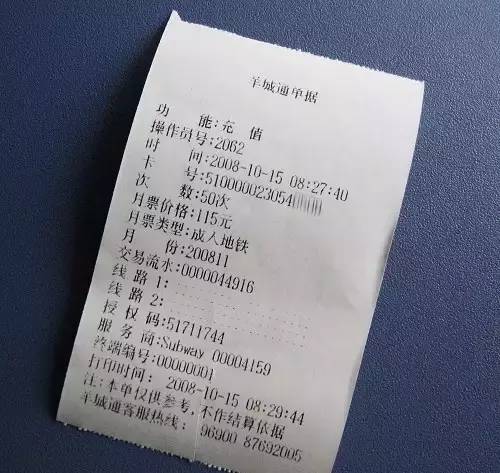 羊城通单据
功 能:充 值
操作员号:2062
时 间:2008-10-15 08:27:40
卡 号:510000023054
次 数:50次
月票价格:115元
月票类型:成人地铁
月 份:200811
交易流水:0000044916
线路1:
线路2:
授权码:51711744
服务商:Subway 00004159
终端编号:00000001
打印时间: 2008-10-15 08:29:44
注:本单仅供参考,不作结算依据
羊城通客服热线: 96900 87692005